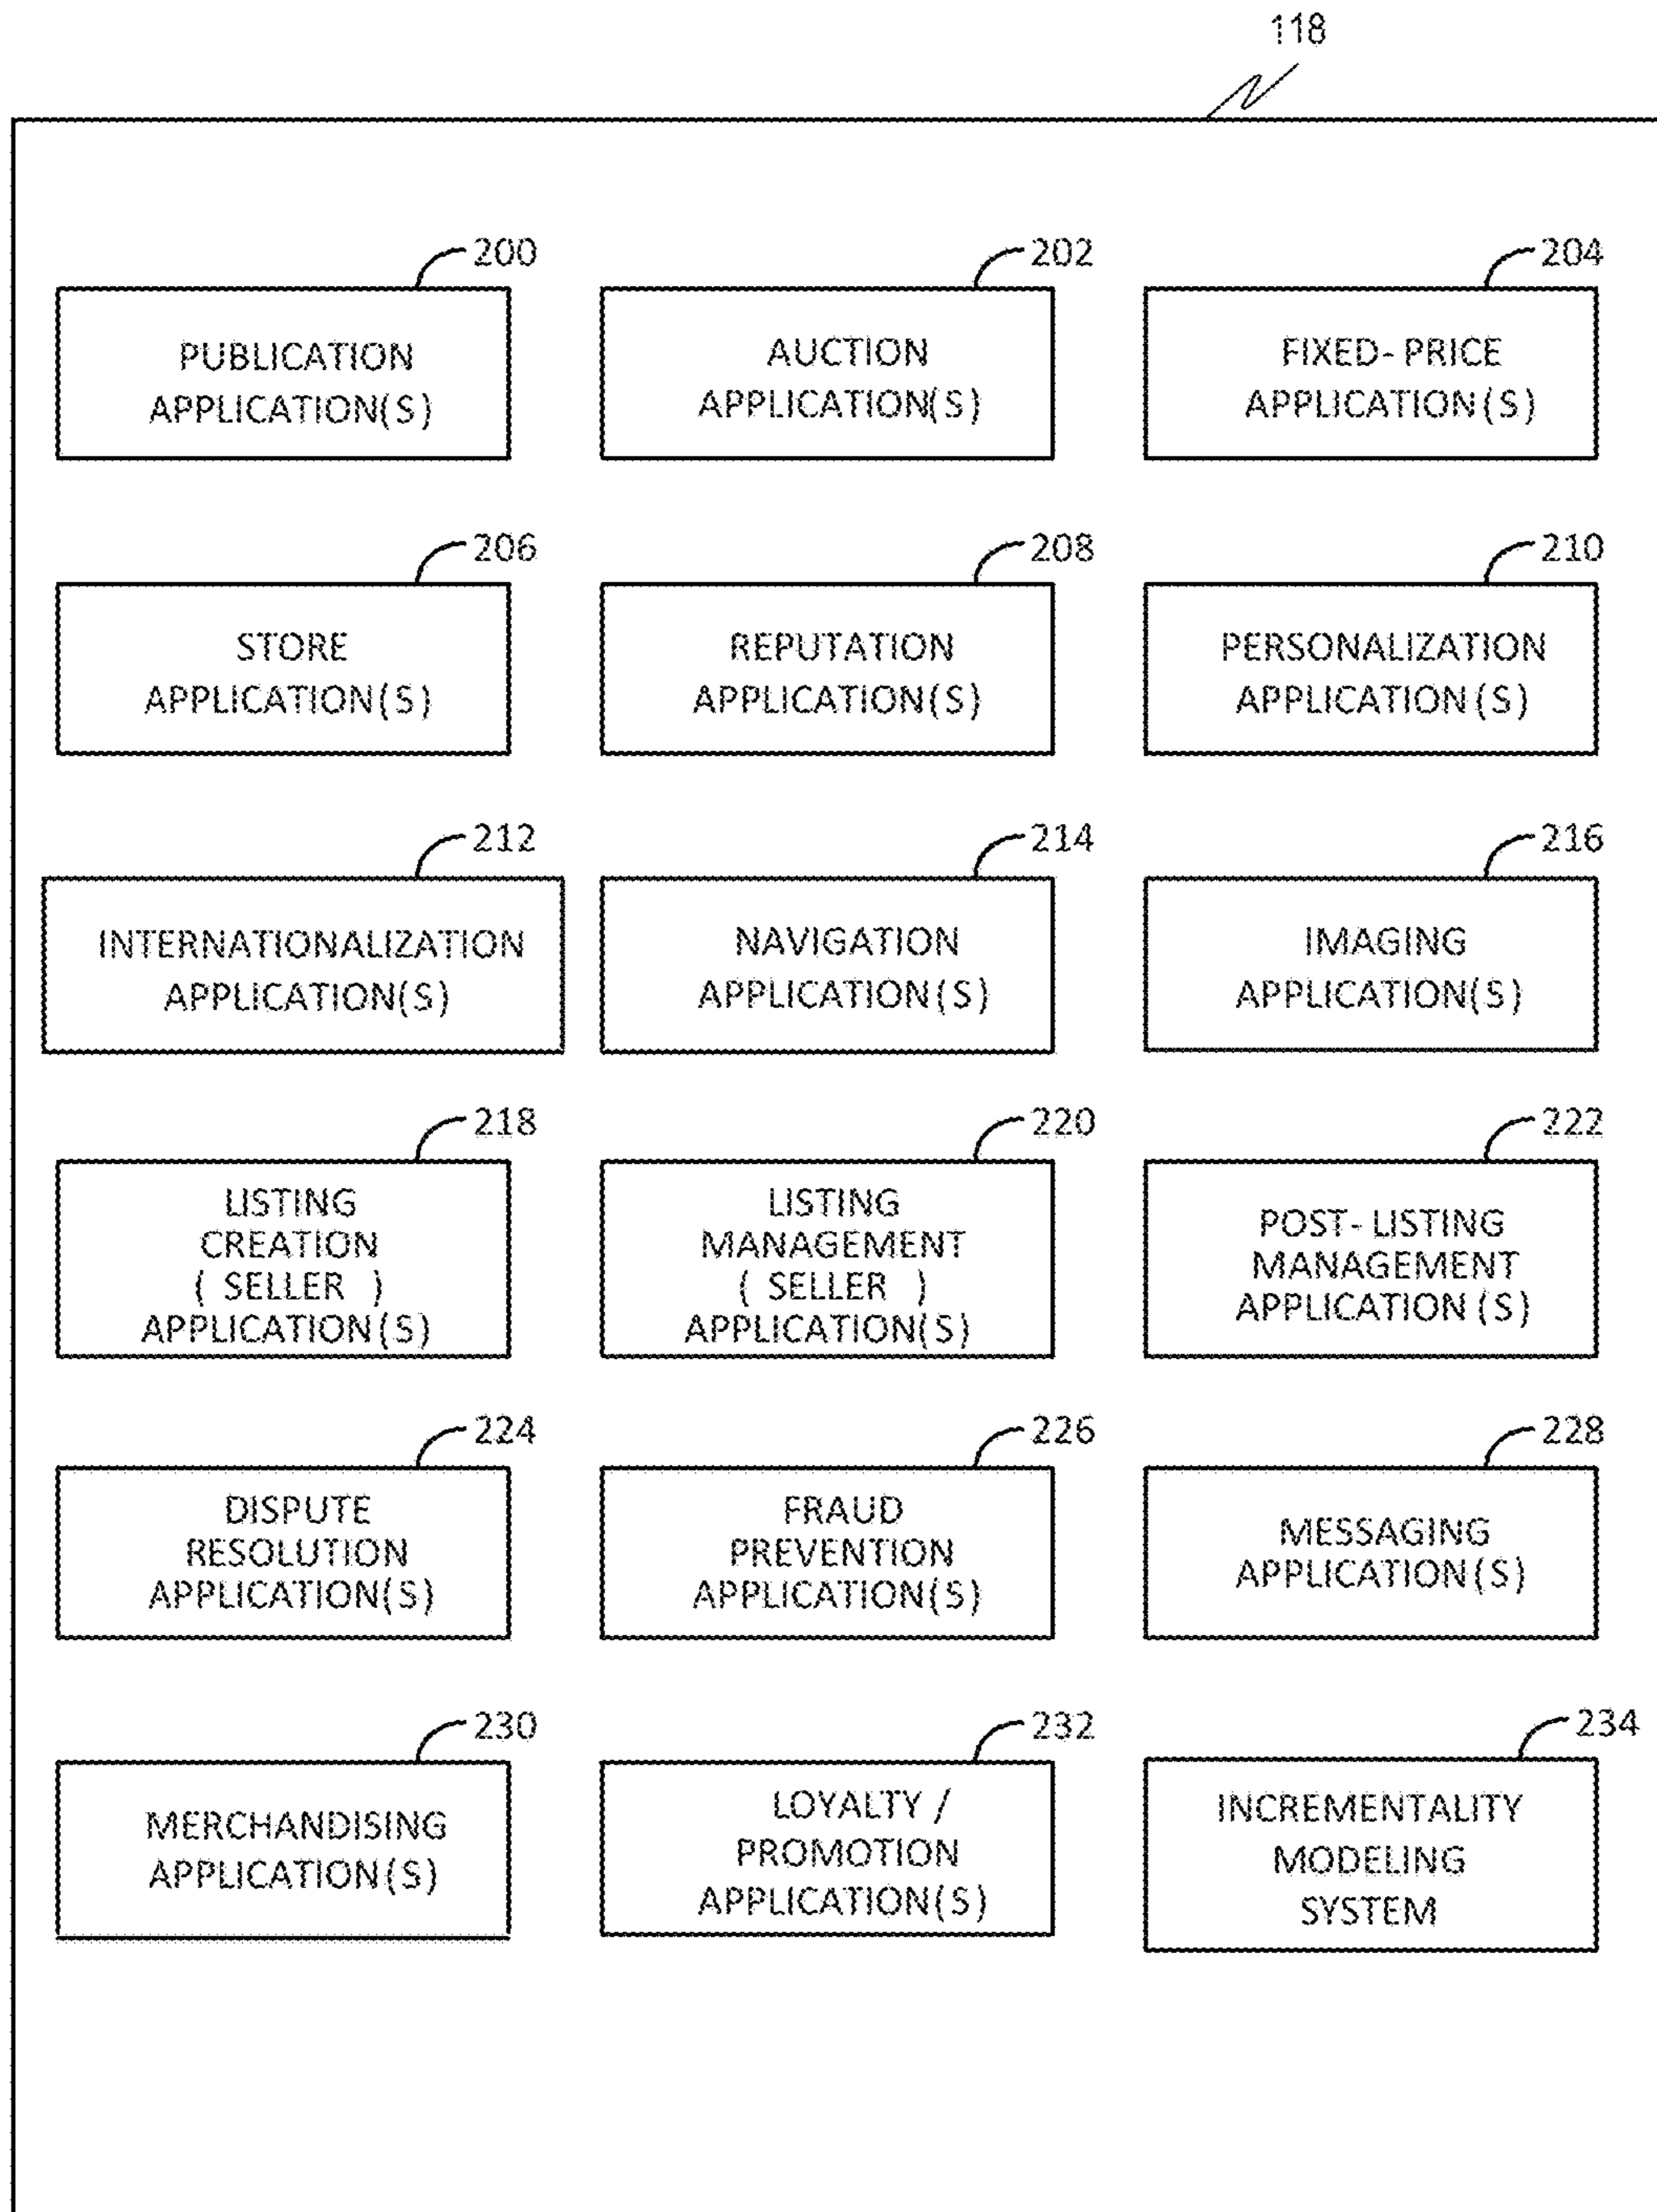 118
200
PUBLICATION
APPLICATION(S)
202
AUCTION
APPLICATION(S)
204
FIXED- PRICE
APPLICATION (S)
206
STORE
APPLICATION(S)
208
REPUTATION
APPLICATION(S)
210
PERSONALIZATION
APPLICATION (S)
212
INTERNATIONALIZATION
APPLICATION(S)
214
NAVIGATION
APPLICATION (S)
216
IMAGING
APPLICATION(S)
218
LISTING
CREATION
( SELLER )
APPLICATION(S)
220
LISTING
MANAGEMENT
( SELLER )
APPLICATION(S)
222
POST- LISTING
MANAGEMENT
APPLICATION (S)
224
DISPUTE
RESOLUTION
APPLICATION(S)
226
FRAUD
PREVENTION
APPLICATION(S)
228
MESSAGING
APPLICATION(S)
230
MERCHANDISING
APPLICATION(S)
232
LOYALTY /
PROMOTION
APPLICATION(S)
234
INCREMENTALITY
MODELING
SYSTEM